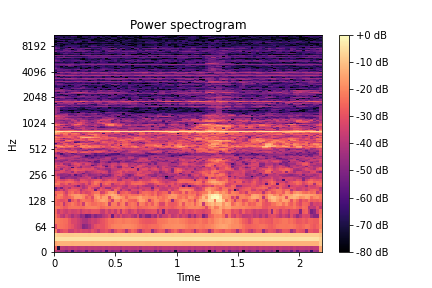 Power spectrogram
+0 dB
8192
-10 dB
4096
-20 dB
2048
-30 dB
1024
Hz
-40 dB
512
-50 dB
256
-60 dB
128
-70 dB
64
0
-80 dB
0 0.5 1 1.5 2
Time